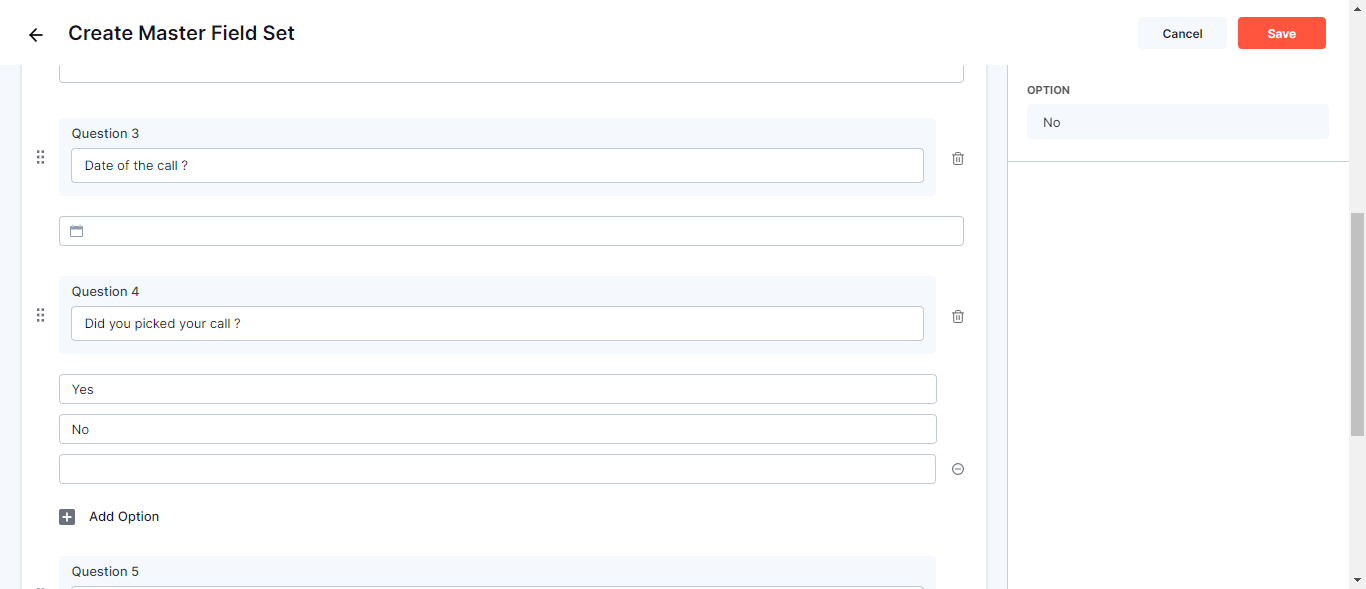 Create Master Field Set
Cancel
Save
OPTION
No
Question 3
Date of the call ?
Question 4
Did you picked your call ?
Yes
No
Add Option
Question 5